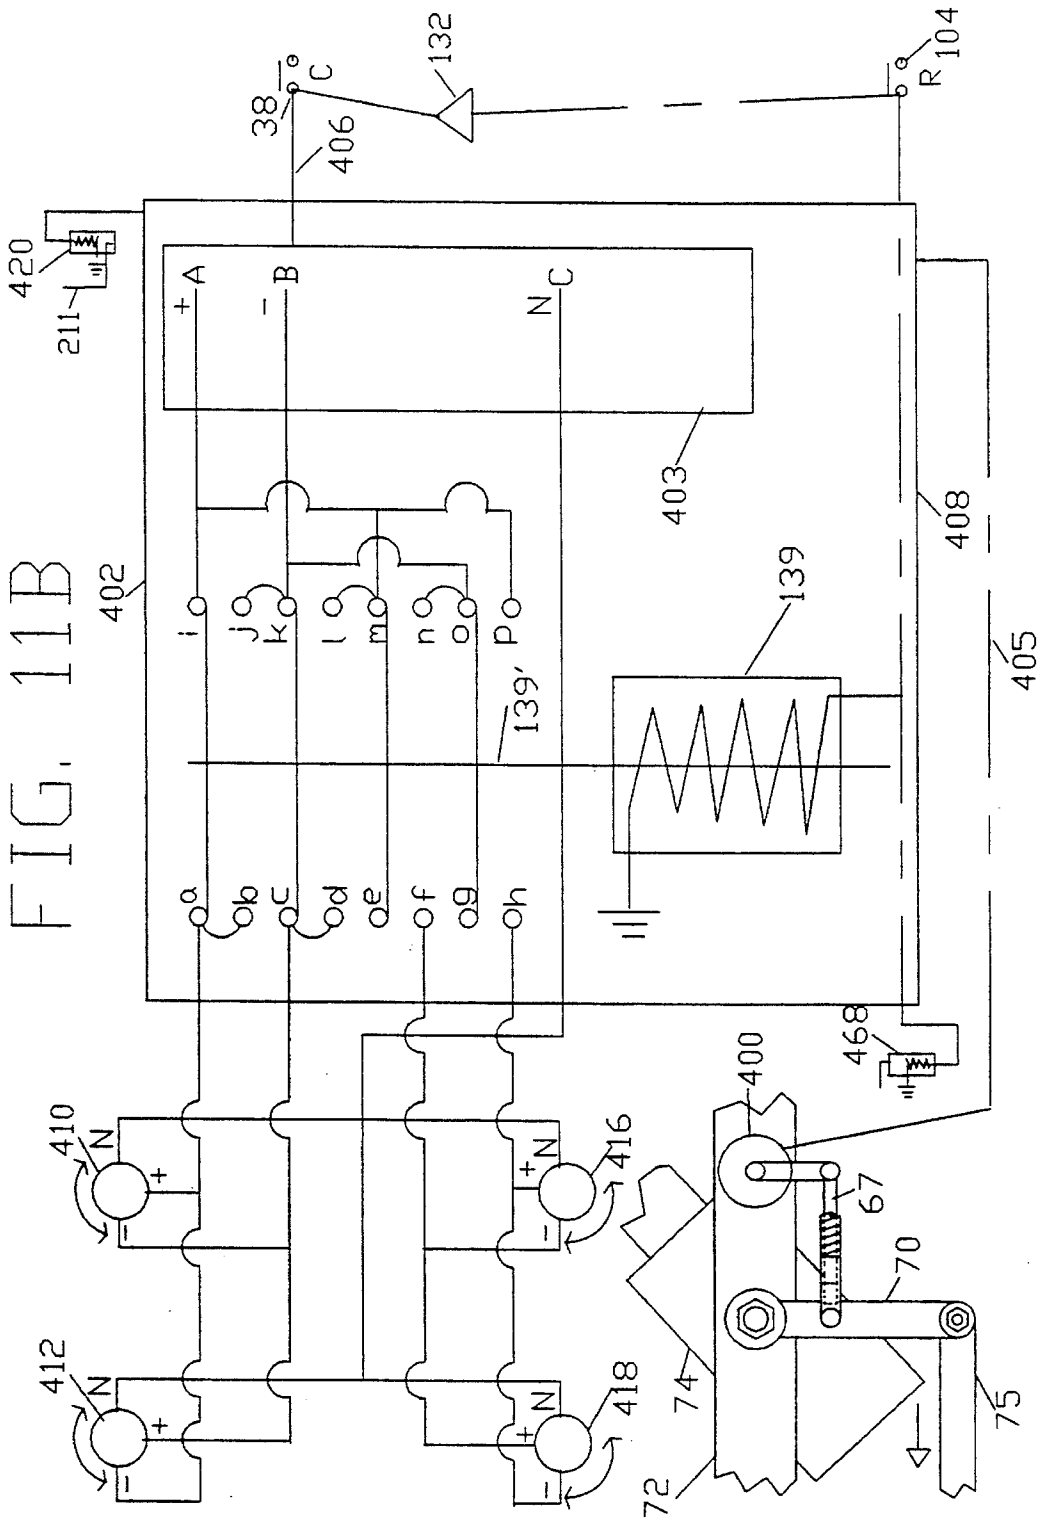 FIG. 11B
402
420
211
38
C
132
406
R
104
+ A
- B
N C
403
408
405
i
j
k
l
m
n
o
p
139
139'
a
b
c
d
e
f
g
h
468
400
67
70
75
74
72
410
N
+
-
412
N
+
-
416
N
+
-
418
N
+
-